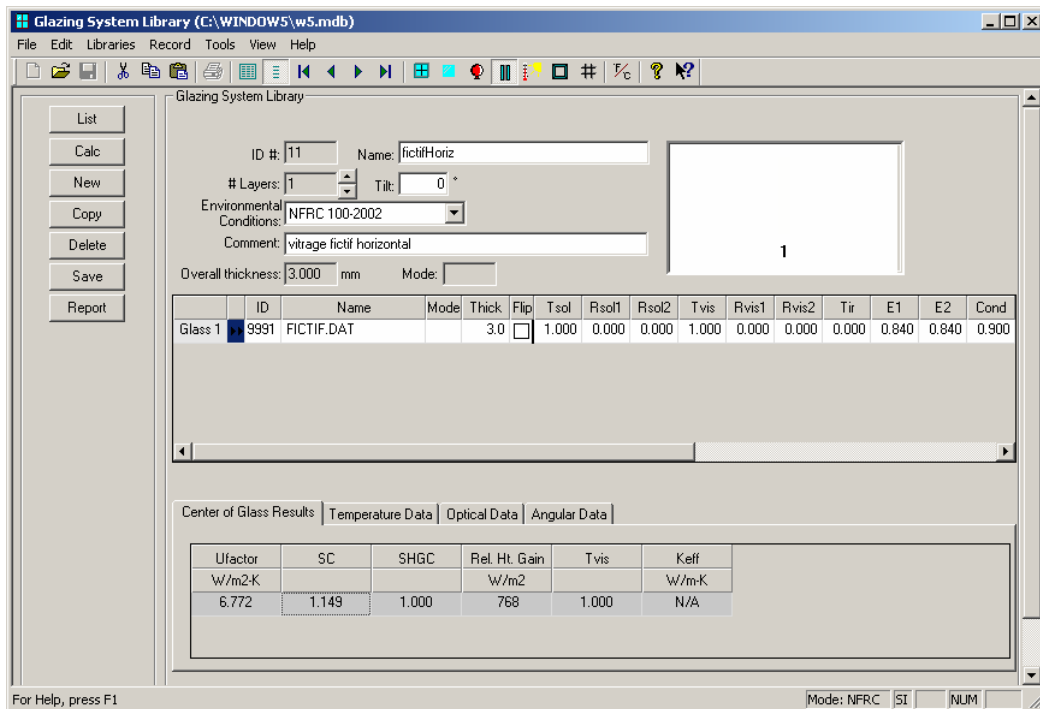 Glazing System Library (C:\WINDOW5\w5.mdb)
File Edit Libraries Record Tools View Help
Glazing System Library
List
Calc
New
Copy
Delete
Save
Report
ID #: 11 Name: fictifHoriz
# Layers: 1 Tilt: 0 °
Environmental
Conditions: NFRC 100-2002
Comment: vitrage fictif horizontal
Overall thickness: 3.000 mm Mode:
1
ID Name Mode Thick Flip Tsol Rsol1 Rsol2 Tvis Rvis1 Rvis2 Tir E1 E2 Cond
Glass 1 9991 FICTIF.DAT 3.0 1.000 0.000 0.000 1.000 0.000 0.000 0.000 0.840 0.840 0.900
Center of Glass Results Temperature Data Optical Data Angular Data
Ufactor SC SHGC Rel. Ht. Gain Tvis Keff
W/m2-K W/m2 W/m-K
6.772 1.149 1.000 768 1.000 N/A
For Help, press F1 Mode: NFRC SI NUM